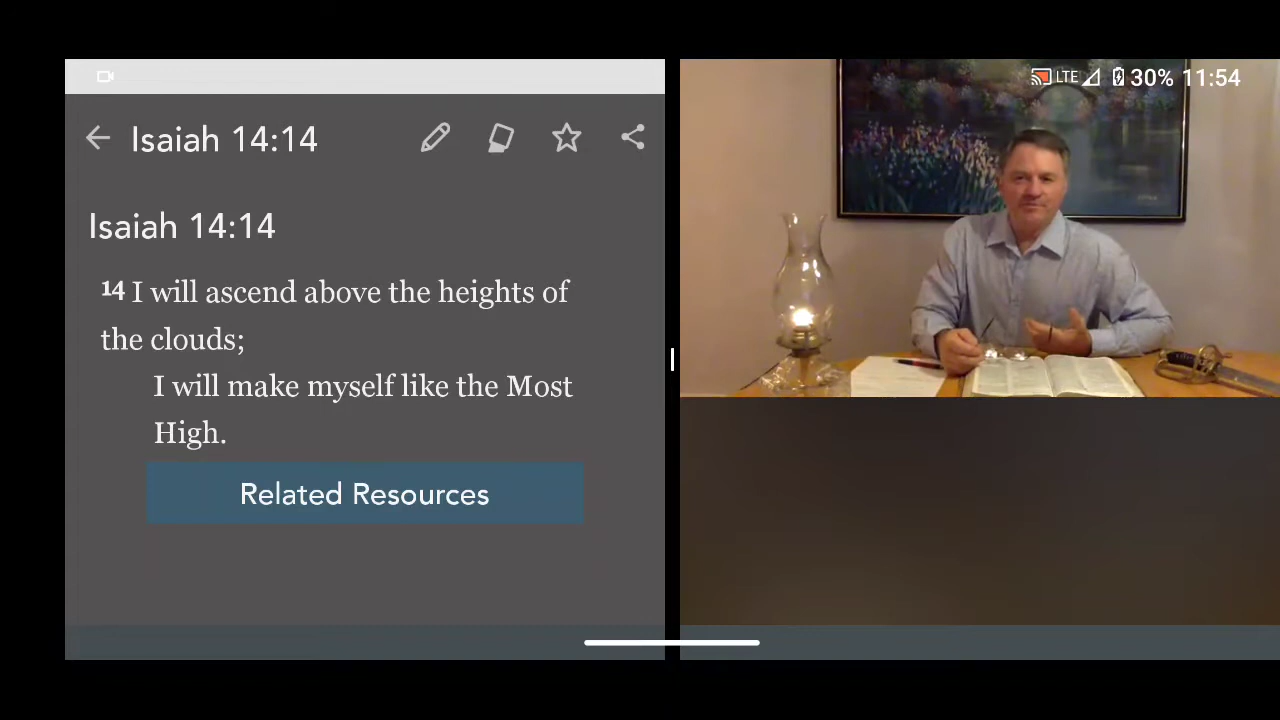 Isaiah 14:14
Isaiah 14:14
14 I will ascend above the heights of
the clouds;
I will make myself like the Most
High.
Related Resources
LTE 30% 11:54